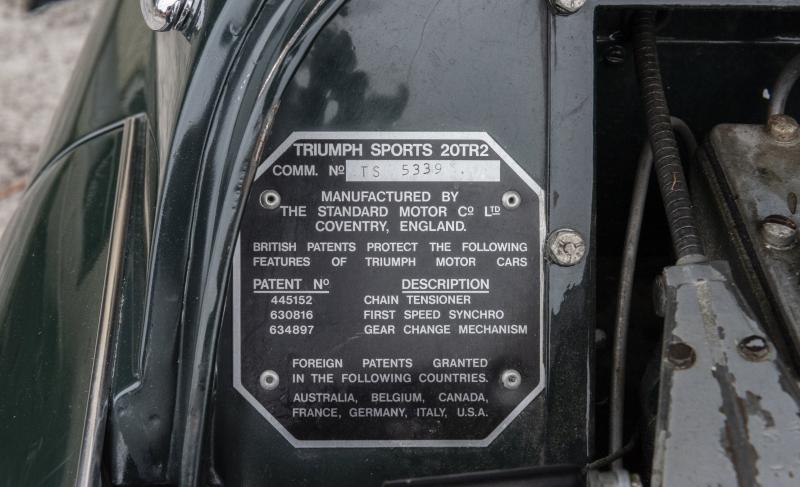 TRIUMPH SPORTS 20TR2
COMM. Nº TS 5339 .
MANUFACTURED BY
THE STANDARD MOTOR Cº LTD
COVENTRY, ENGLAND.
BRITISH PATENTS PROTECT THE FOLLOWING
FEATURES OF TRIUMPH MOTOR CARS
PATENT Nº DESCRIPTION
445152 CHAIN TENSIONER
630816 FIRST SPEED SYNCHRO
634897 GEAR CHANGE MECHANISM
FOREIGN PATENTS GRANTED
IN THE FOLLOWING COUNTRIES.
AUSTRALIA, BELGIUM, CANADA,
FRANCE, GERMANY, ITALY, U.S.A.